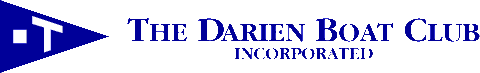 THE DARIEN BOAT CLUB
INCORPORATED